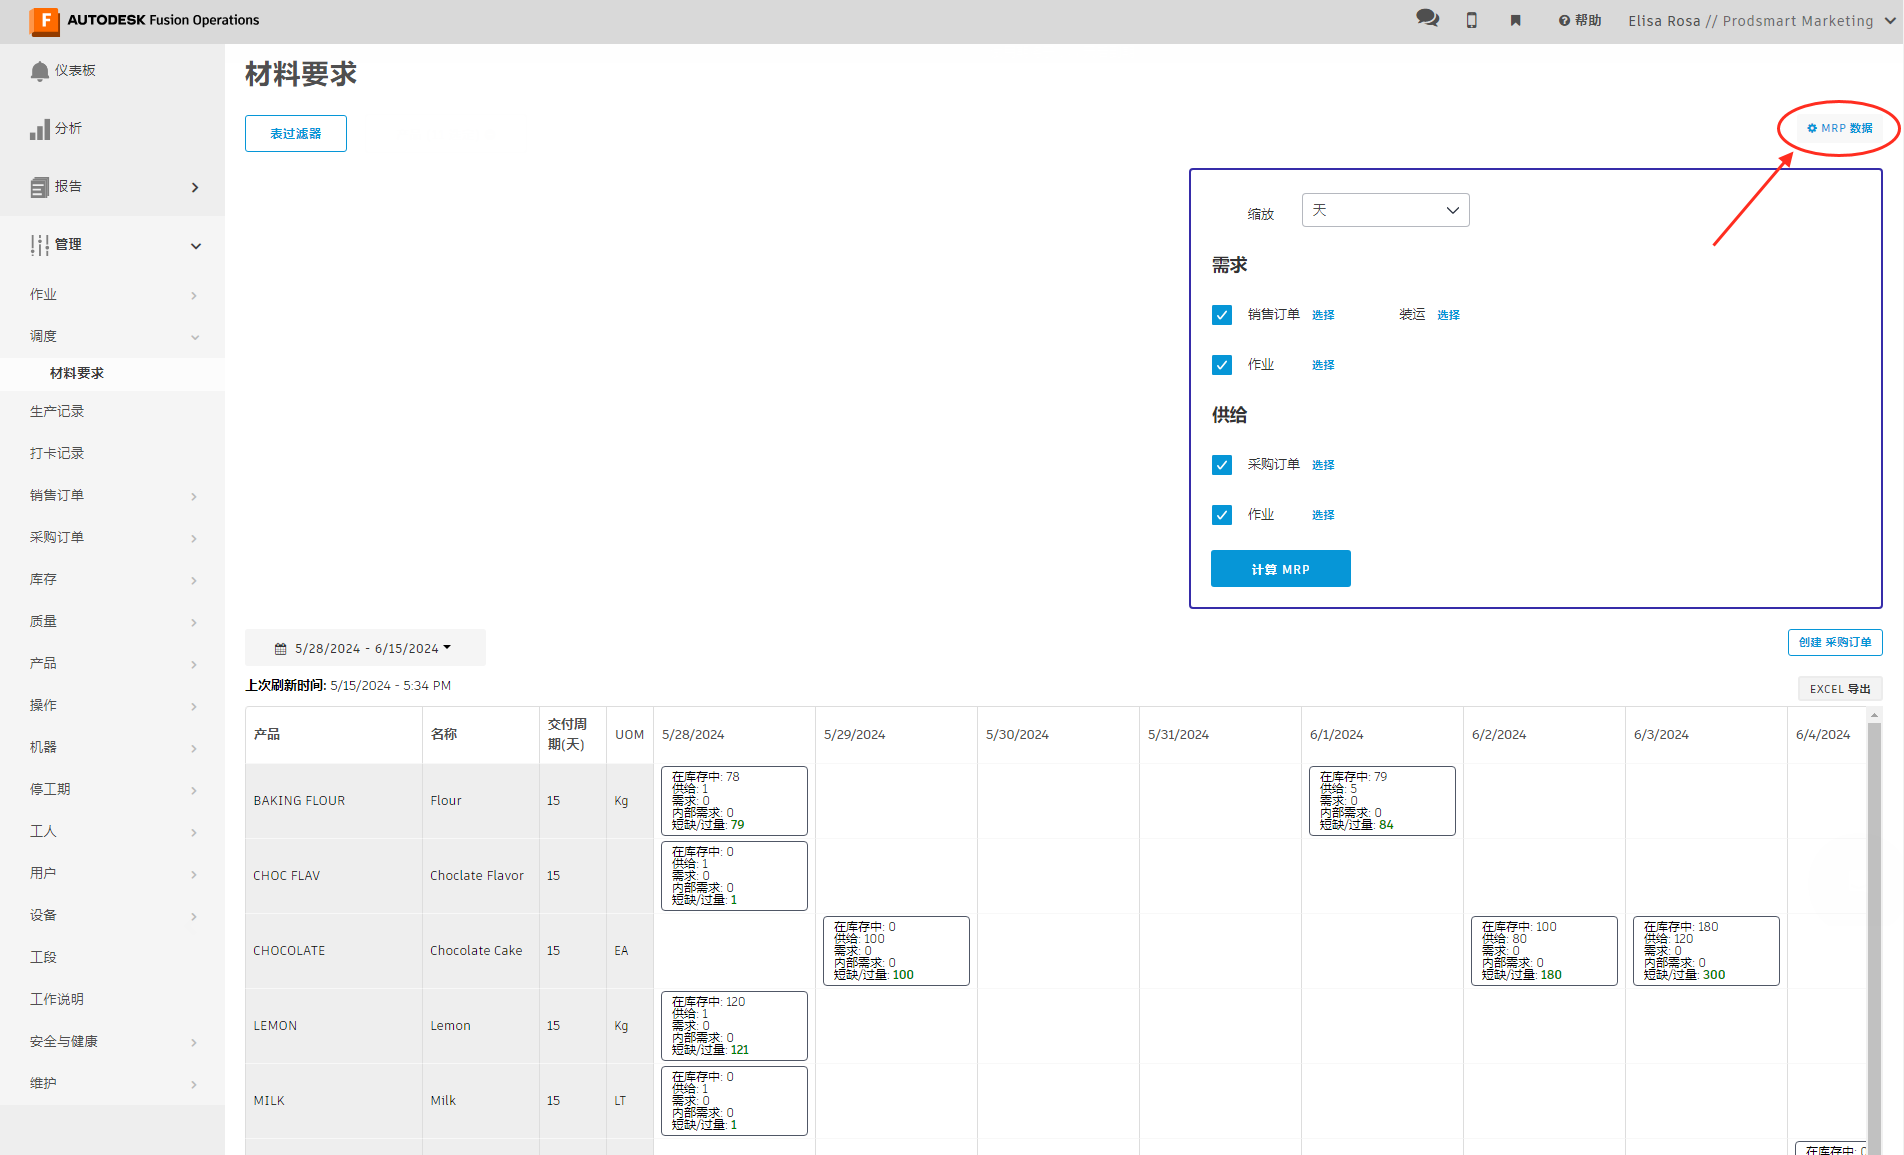 F AUTODESK Fusion Operations
帮助
Elisa Rosa // Prodsmart Marketing
仪表板
分析
报告
管理
作业
调度
材料要求
生产记录
打卡记录
销售订单
采购订单
库存
质量
产品
操作
机器
停工期
工人
用户
设备
工段
工作说明
安全与健康
维护
材料要求
表过滤器
MRP 数据
缩放 天
需求
销售订单 选择 装运 选择
作业 选择
供给
采购订单 选择
作业 选择
计算 MRP
5/28/2024 - 6/15/2024
创建 采购订单
上次刷新时间: 5/15/2024 - 5:34 PM
EXCEL 导出
产品 名称 交付周期(天) UOM 5/28/2024 5/29/2024 5/30/2024 5/31/2024 6/1/2024 6/2/2024 6/3/2024 6/4/2024
BAKING FLOUR Flour 15 Kg
在库存中: 78
供给: 1
需求: 0
内部需求: 0
短缺/过量: 79
在库存中: 79
供给: 5
需求: 0
内部需求: 0
短缺/过量: 84
CHOC FLAV Choclate Flavor 15
在库存中: 0
供给: 1
需求: 0
内部需求: 0
短缺/过量: 1
CHOCOLATE Chocolate Cake 15 EA
在库存中: 0
供给: 100
需求: 0
内部需求: 0
短缺/过量: 100
在库存中: 100
供给: 80
需求: 0
内部需求: 0
短缺/过量: 180
在库存中: 180
供给: 120
需求: 0
内部需求: 0
短缺/过量: 300
LEMON Lemon 15 Kg
在库存中: 120
供给: 1
需求: 0
内部需求: 0
短缺/过量: 121
MILK Milk 15 LT
在库存中: 0
供给: 1
需求: 0
内部需求: 0
短缺/过量: 1
在库存中: